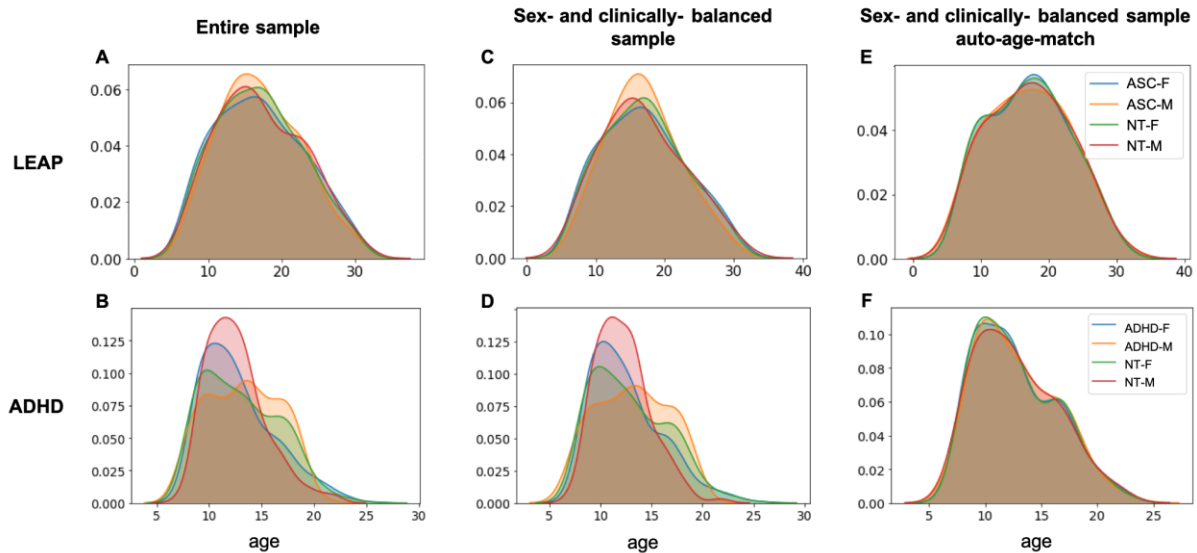 Entire sample
Sex- and clinically- balanced
sample
Sex- and clinically- balanced sample
auto-age-match
LEAP
A
0.06
0.04
0.02
0.00
0
10
20
30
C
0.06
0.04
0.02
0.00
0
10
20
30
40
E
0.04
0.02
0.00
0
10
20
30
40
ASC-F
ASC-M
NT-F
NT-M
ADHD
B
0.125
0.100
0.075
0.050
0.025
0.000
5
10
15
20
25
30
age
D
0.125
0.100
0.075
0.050
0.025
0.000
5
10
15
20
25
30
age
F
0.10
0.08
0.06
0.04
0.02
0.00
5
10
15
20
25
age
ADHD-F
ADHD-M
NT-F
NT-M